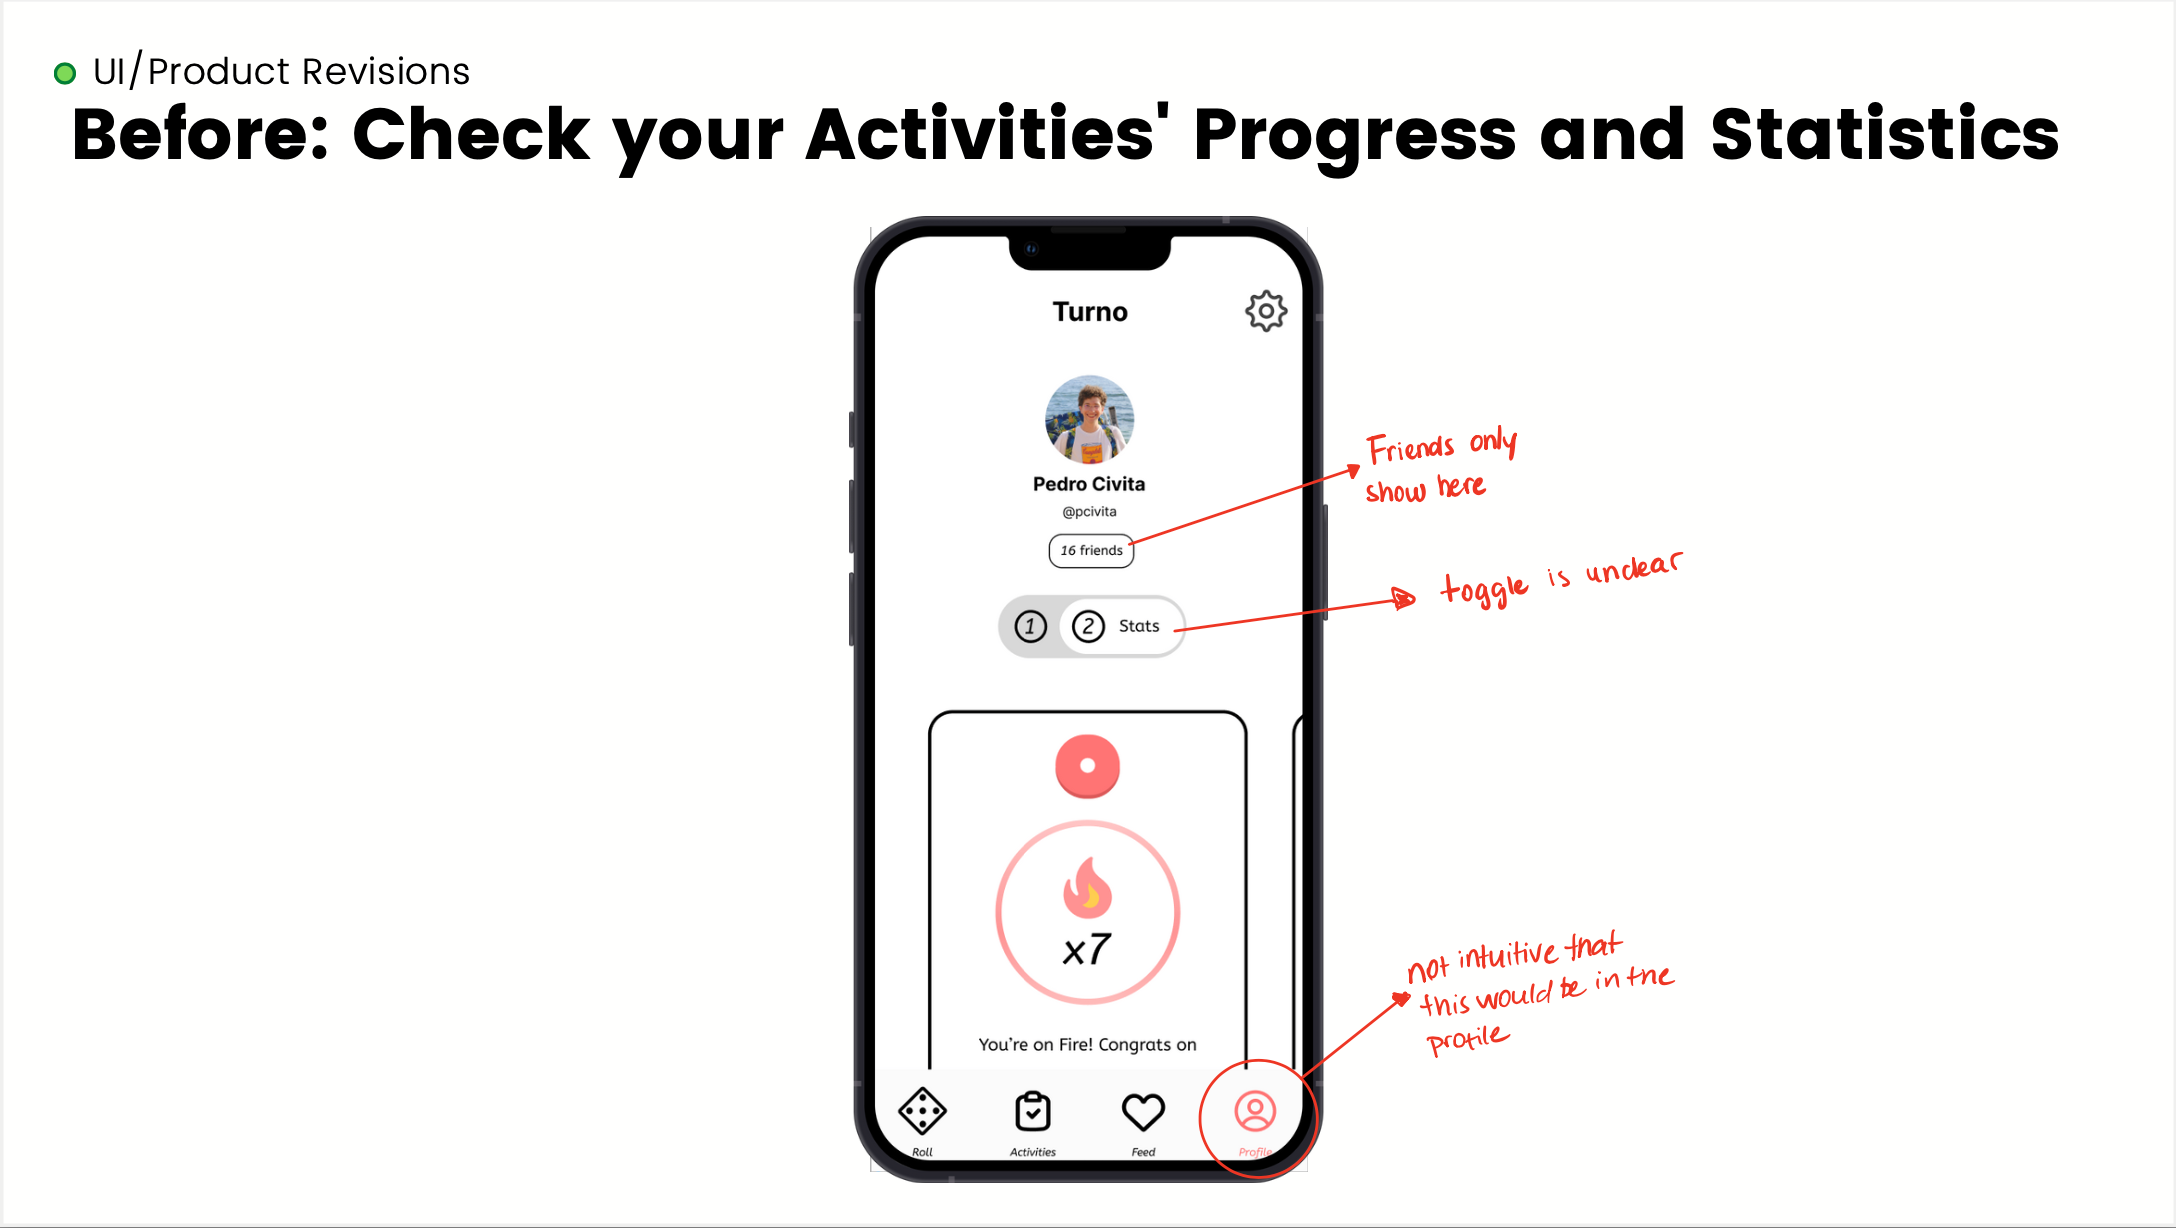 UI/Product Revisions
Before: Check your Activities' Progress and Statistics
Turno
Pedro Civita
@pcivita
16 friends
Friends only
show here
1 2 Stats
toggle is unclear
x7
You're on Fire! Congrats on
not intuitive that
this would be in the
profile
Roll Activities Feed Profile